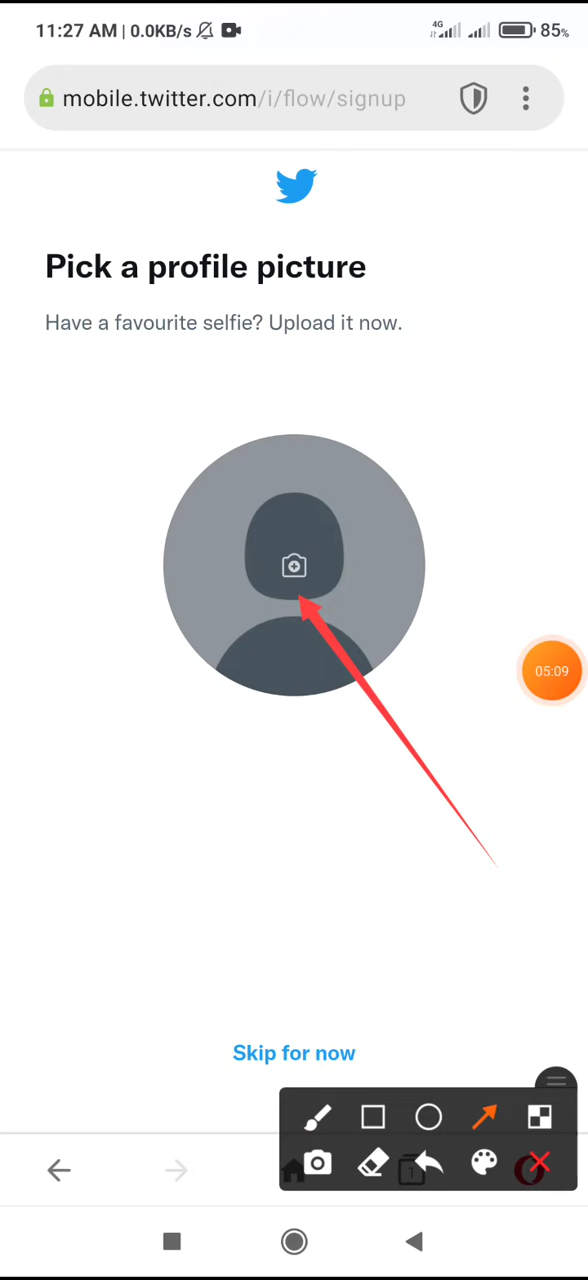 11:27 AM | 0.0KB/s 4G 85%
mobile.twitter.com/i/flow/signup
Pick a profile picture
Have a favourite selfie? Upload it now.
05:09
Skip for now
1